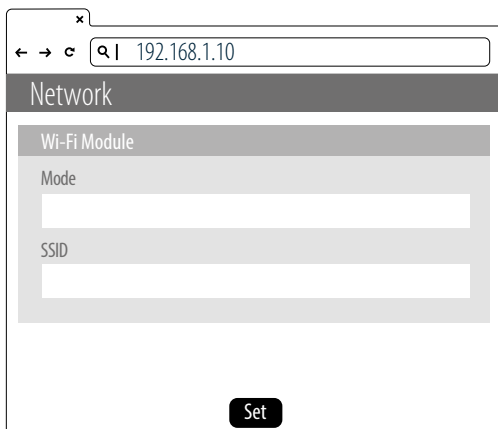 192.168.1.10
Network
Wi-Fi Module
Mode
SSID
Set